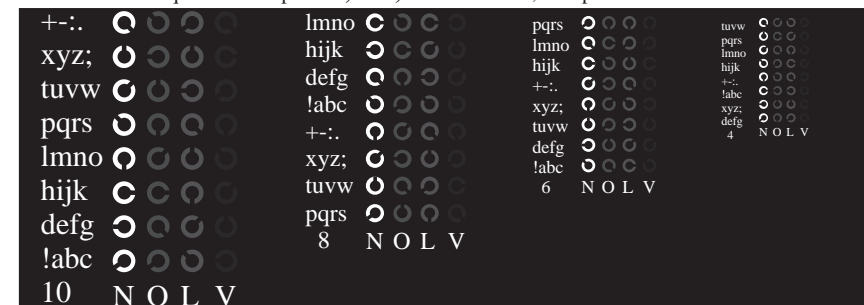 +-:.
xyz;
tuvw
pqrs
lmno
hijk
defg
!abc
10 N O L V
lmno
hijk
defg
!abc
+-:.
xyz;
tuvw
pqrs
8 N O L V
pqrs
lmno
hijk
+-:.
xyz;
tuvw
defg
!abc
6 N O L V
tuvw
pqrs
lmno
hijk
+-:.
!abc
xyz;
defg
4 N O L V